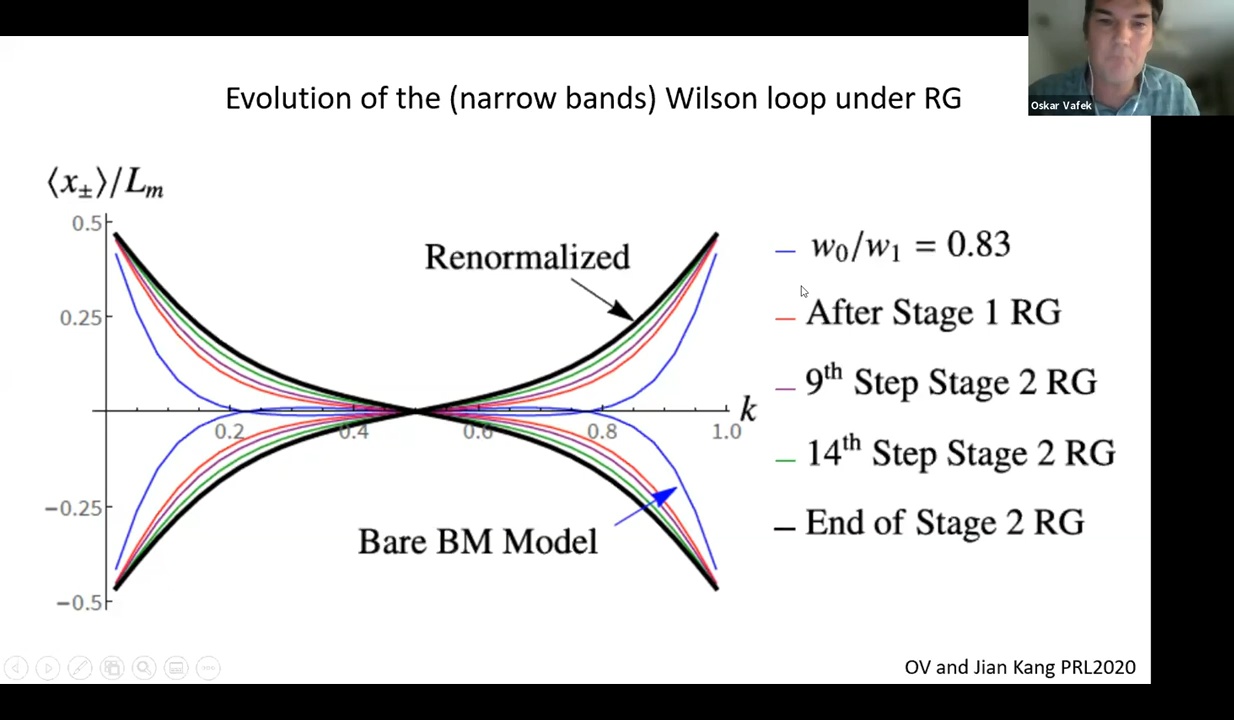 Oskar Vafek
Evolution of the (narrow bands) Wilson loop under RG
⟨x±⟩/Lm
0.5
0.25
−0.25
−0.5
0.2
0.4
0.6
0.8
1.0
k
Renormalized
Bare BM Model
w₀/w₁ = 0.83
After Stage 1 RG
9th Step Stage 2 RG
14th Step Stage 2 RG
End of Stage 2 RG
OV and Jian Kang PRL2020